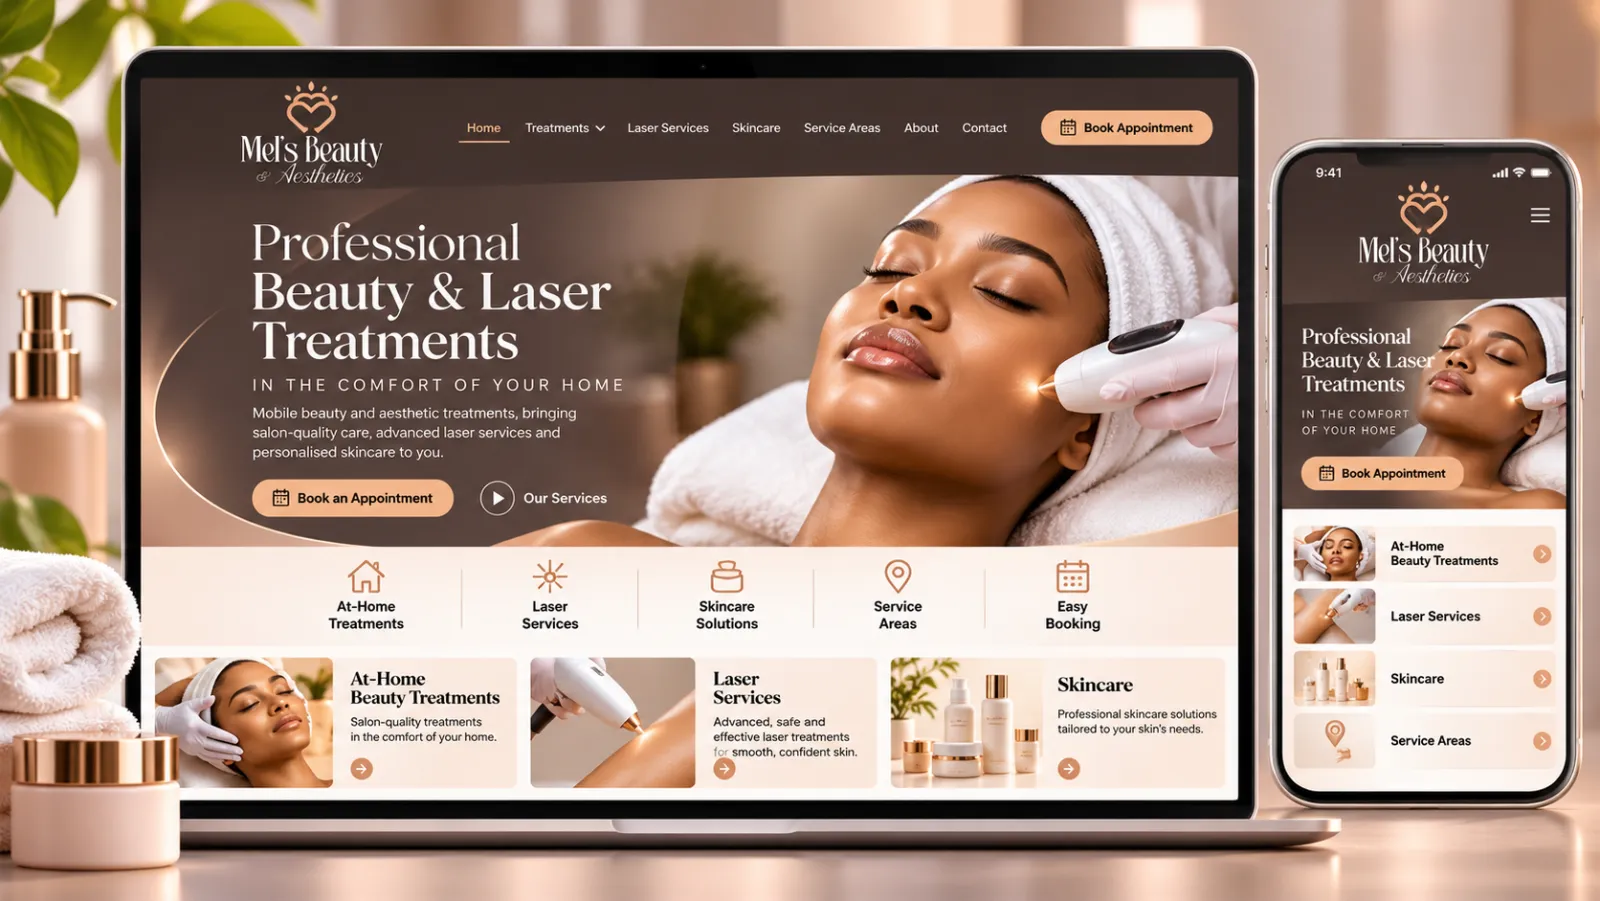 Mel's Beauty
& Aesthetics
Home
Treatments
Laser Services
Skincare
Service Areas
About
Contact
Book Appointment
Professional
Beauty & Laser
Treatments
IN THE COMFORT OF YOUR HOME
Mobile beauty and aesthetic treatments, bringing
salon-quality care, advanced laser services and
personalised skincare to you.
Book an Appointment
Our Services
At-Home
Treatments
Laser
Services
Skincare
Solutions
Service
Areas
Easy
Booking
At-Home
Beauty Treatments
Salon-quality treatments
in the comfort of your home.
Laser
Services
Advanced, safe and
effective laser treatments
for smooth, confident skin.
Skincare
Professional skincare solutions
tailored to your skin's needs.
9:41
Mel's Beauty
& Aesthetics
Professional
Beauty & Laser
Treatments
IN THE COMFORT
OF YOUR HOME
Book Appointment
At-Home
Beauty Treatments
Laser Services
Skincare
Service Areas